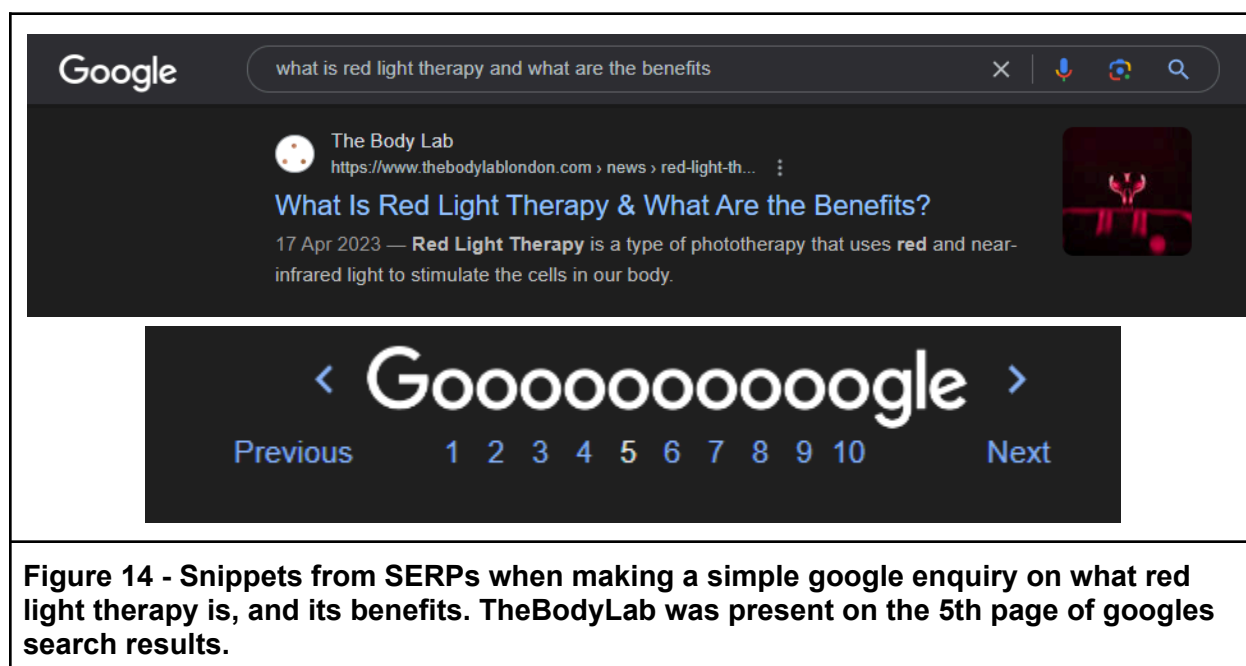 Google
what is red light therapy and what are the benefits
The Body Lab
https://www.thebodylablondon.com › news › red-light-th...
What Is Red Light Therapy & What Are the Benefits?
17 Apr 2023 — Red Light Therapy is a type of phototherapy that uses red and near-
infrared light to stimulate the cells in our body.
< Goooooooooogle >
Previous 1 2 3 4 5 6 7 8 9 10 Next
Figure 14 - Snippets from SERPs when making a simple google enquiry on what red
light therapy is, and its benefits. TheBodyLab was present on the 5th page of googles
search results.